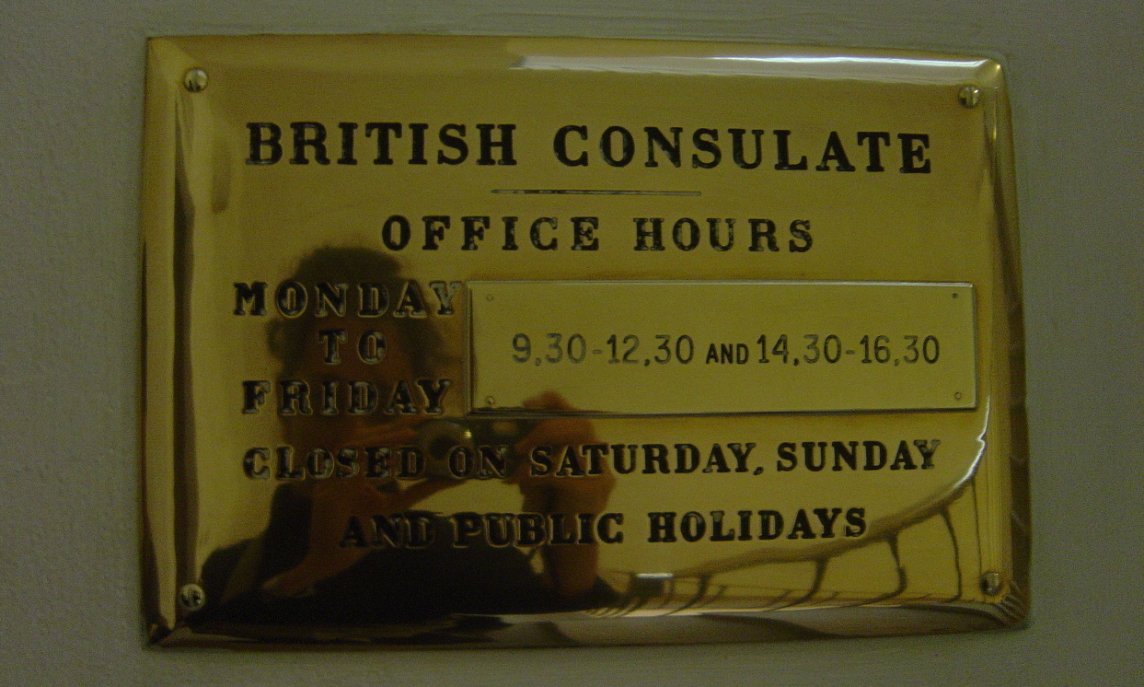 BRITISH CONSULATE
OFFICE HOURS
MONDAY
TO
FRIDAY
9,30-12,30 AND 14,30-16,30
CLOSED ON SATURDAY, SUNDAY
AND PUBLIC HOLIDAYS